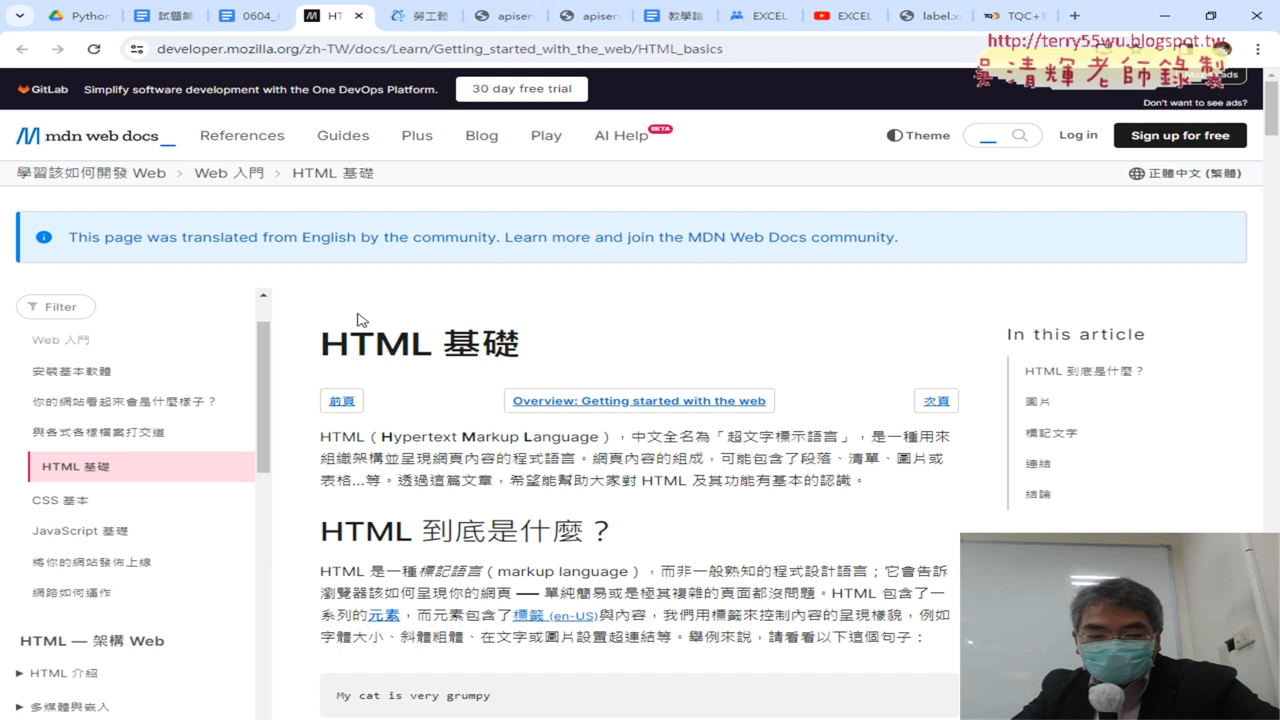 Python
試題
0604_
HT
勞工體
apiser
apiser
教學論
EXCEL
EXCEL
label.x
TQC+
developer.mozilla.org/zh-TW/docs/Learn/Getting_started_with_the_web/HTML_basics
http://terry55wu.blogspot.tw
吳清輝老師錄製
GitLab Simplify software development with the One DevOps Platform.
30 day free trial
Don't want to see ads?
mdn web docs_
References
Guides
Plus
Blog
Play
AI Help BETA
Theme
Log in
Sign up for free
學習該如何開發 Web > Web 入門 > HTML 基礎
正體中文 (繁體)
This page was translated from English by the community. Learn more and join the MDN Web Docs community.
Filter
Web 入門
安裝基本軟體
你的網站看起來會是什麼樣子？
與各式各樣檔案打交道
HTML 基礎
CSS 基本
JavaScript 基礎
將你的網站發佈上線
網路如何運作
HTML — 架構 Web
HTML 介紹
多媒體與嵌入
HTML 基礎
前頁
Overview: Getting started with the web
次頁
HTML（Hypertext Markup Language），中文全名為「超文字標示語言」，是一種用來
組織架構並呈現網頁內容的程式語言。網頁內容的組成，可能包含了段落、清單、圖片或
表格...等。透過這篇文章，希望能幫助大家對 HTML 及其功能有基本的認識。
HTML 到底是什麼？
HTML 是一種標記語言（markup language），而非一般熟知的程式設計語言；它會告訴
瀏覽器該如何呈現你的網頁 — 單純簡易或是極其複雜的頁面都沒問題。HTML 包含了一
系列的元素，而元素包含了標籤 (en-US)與內容，我們用標籤來控制內容的呈現樣貌，例如
字體大小、斜體粗體、在文字或圖片設置超連結等。舉例來說，請看看以下這個句子：
My cat is very grumpy
In this article
HTML 到底是什麼？
圖片
標記文字
連結
結論